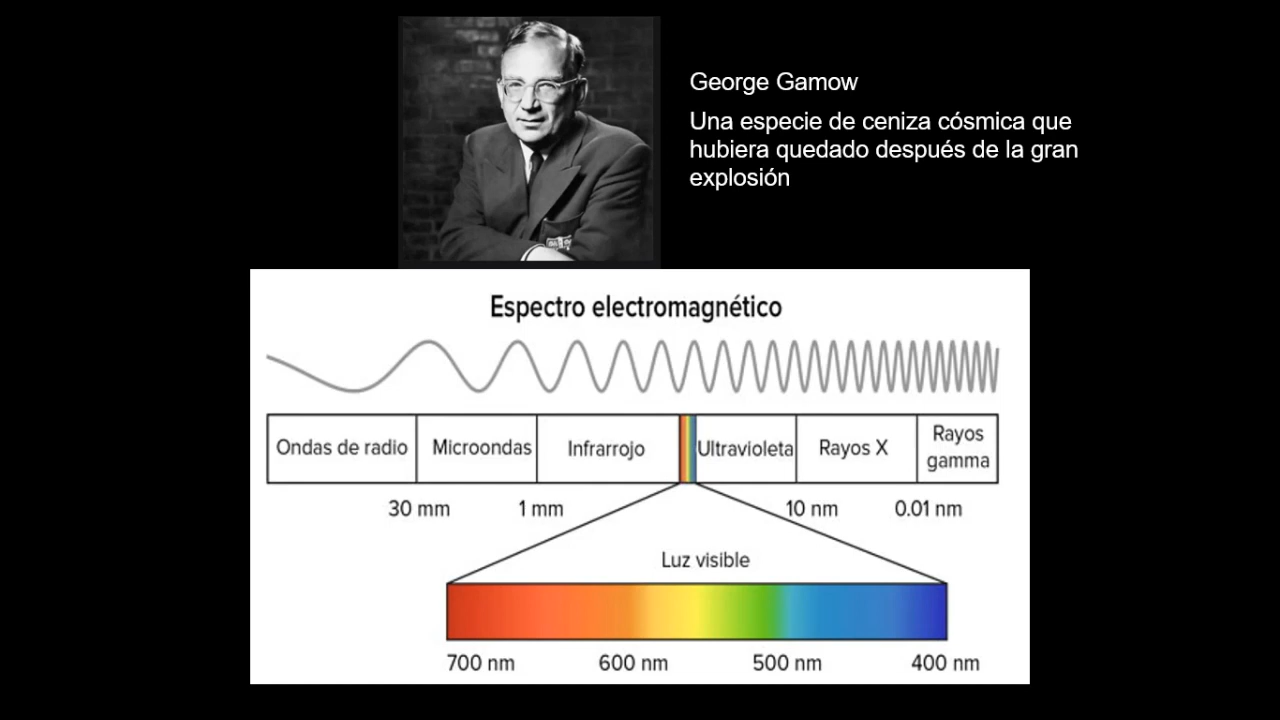 George Gamow
Una especie de ceniza cósmica que
hubiera quedado después de la gran
explosión
Espectro electromagnético
Ondas de radio
Microondas
Infrarrojo
Ultravioleta
Rayos X
Rayos
gamma
30 mm
1 mm
10 nm
0.01 nm
Luz visible
700 nm
600 nm
500 nm
400 nm